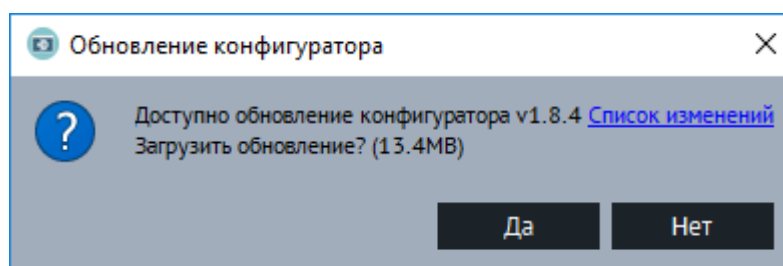 Обновление конфигуратора
Доступно обновление конфигуратора v1.8.4 Список изменений
Загрузить обновление? (13.4MB)
Да Нет